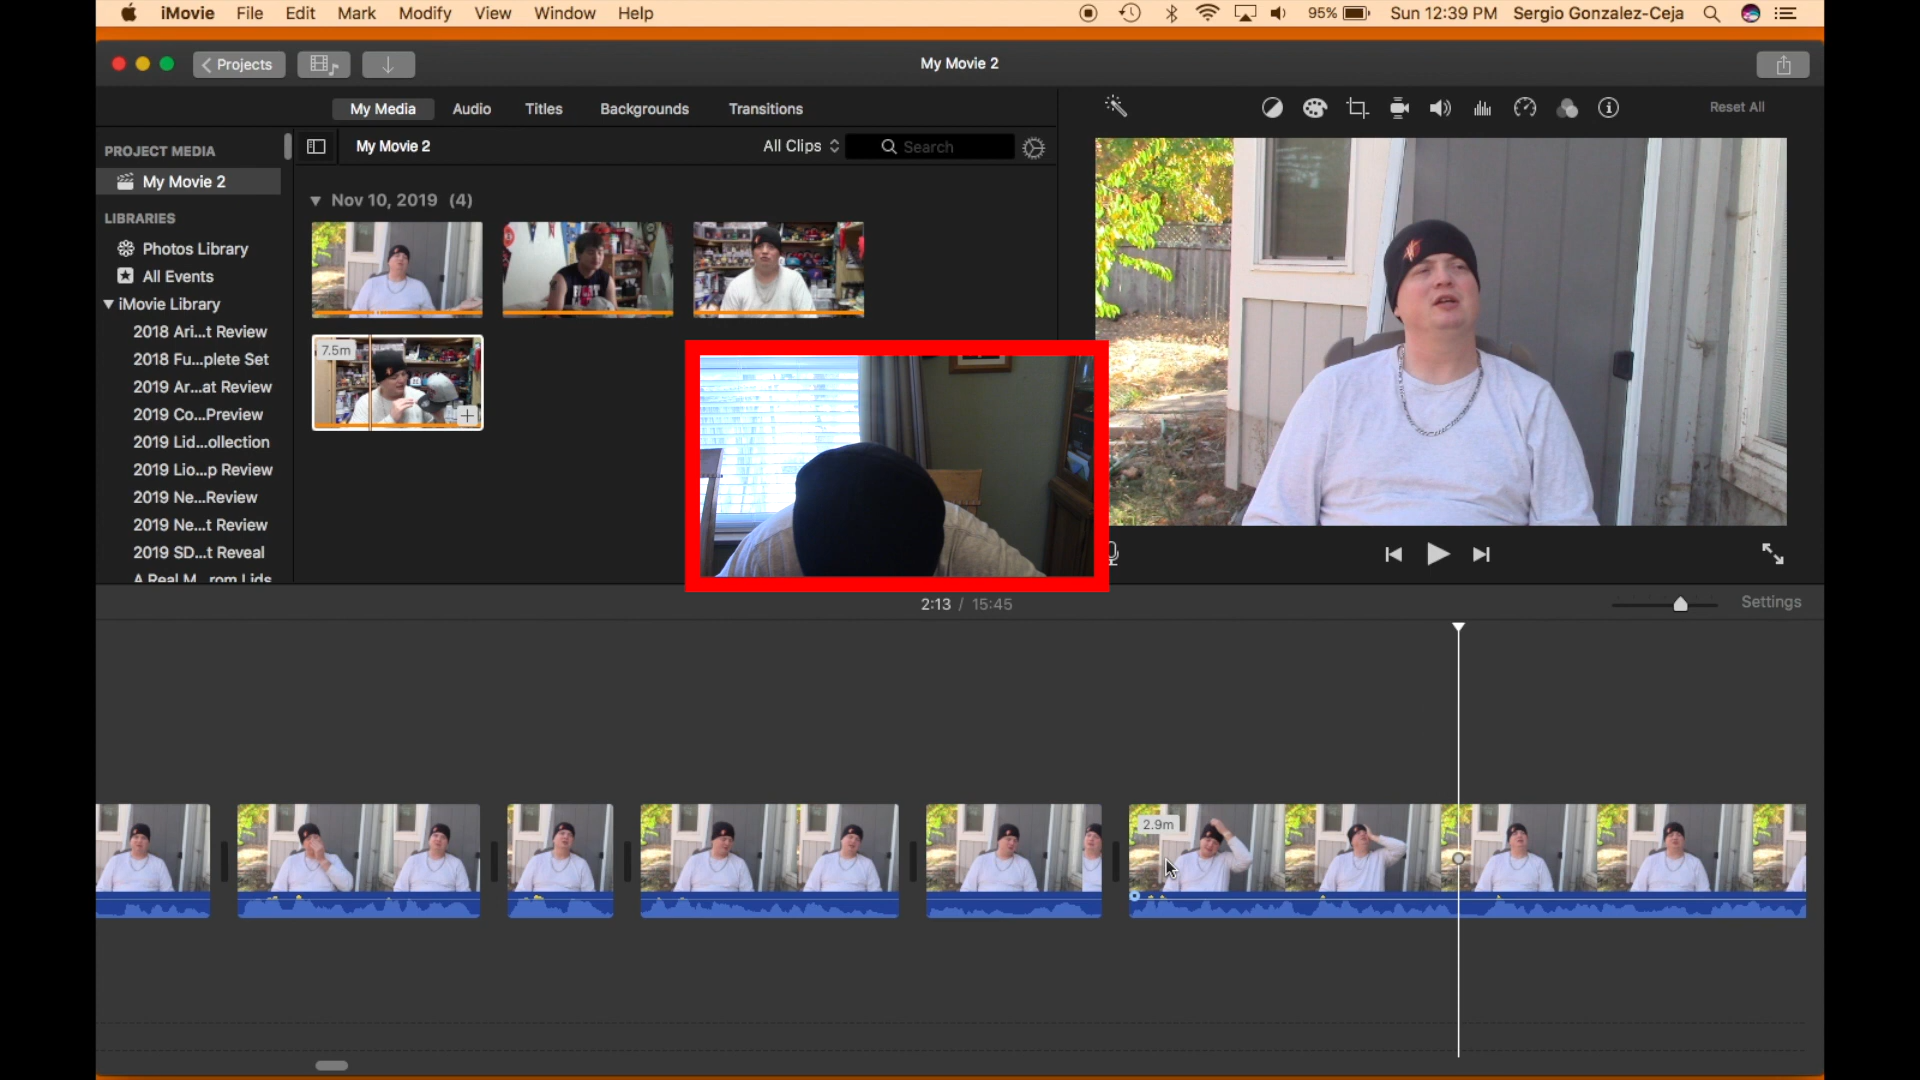 iMovie File Edit Mark Modify View Window Help 95% Sun 12:39 PM Sergio Gonzalez-Ceja
Projects My Movie 2
My Media Audio Titles Backgrounds Transitions Reset All
PROJECT MEDIA My Movie 2 All Clips Search
My Movie 2
LIBRARIES
Photos Library
All Events
iMovie Library
2018 Ari...t Review
2018 Fu...plete Set
2019 Ar...at Review
2019 Co...Preview
2019 Lid...ollection
2019 Lio...p Review
2019 Ne...Review
2019 Ne...t Review
2019 SD...t Reveal
A Real M...rom Lids
Nov 10, 2019 (4)
7.5m
2:13 / 15:45 Settings
2.9m